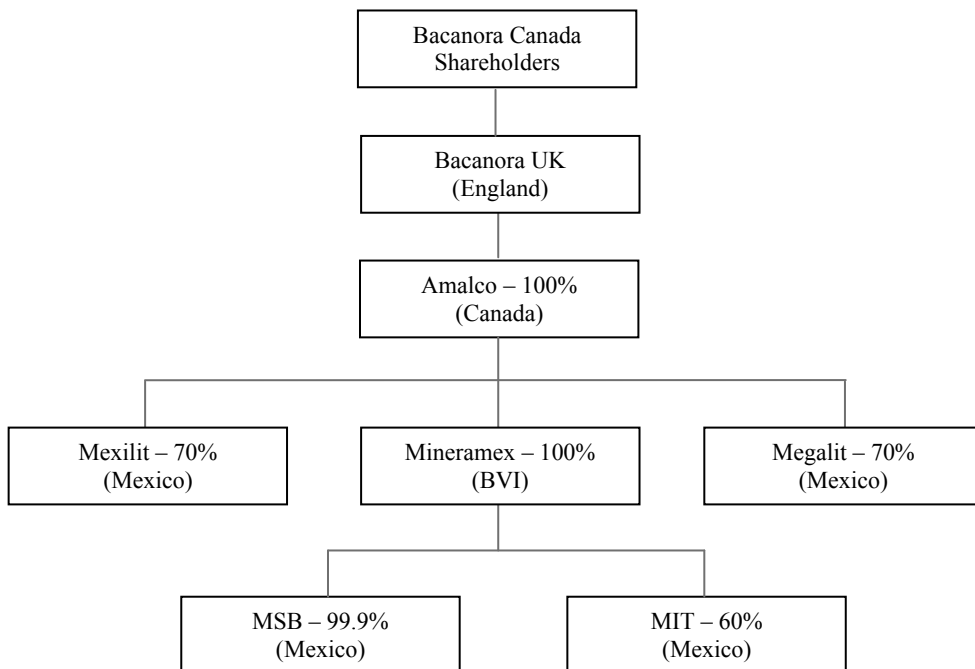 Bacanora Canada
Shareholders
Bacanora UK
(England)
Amalco – 100%
(Canada)
Mexilit – 70%
(Mexico)
Mineramex – 100%
(BVI)
Megalit – 70%
(Mexico)
MSB – 99.9%
(Mexico)
MIT – 60%
(Mexico)